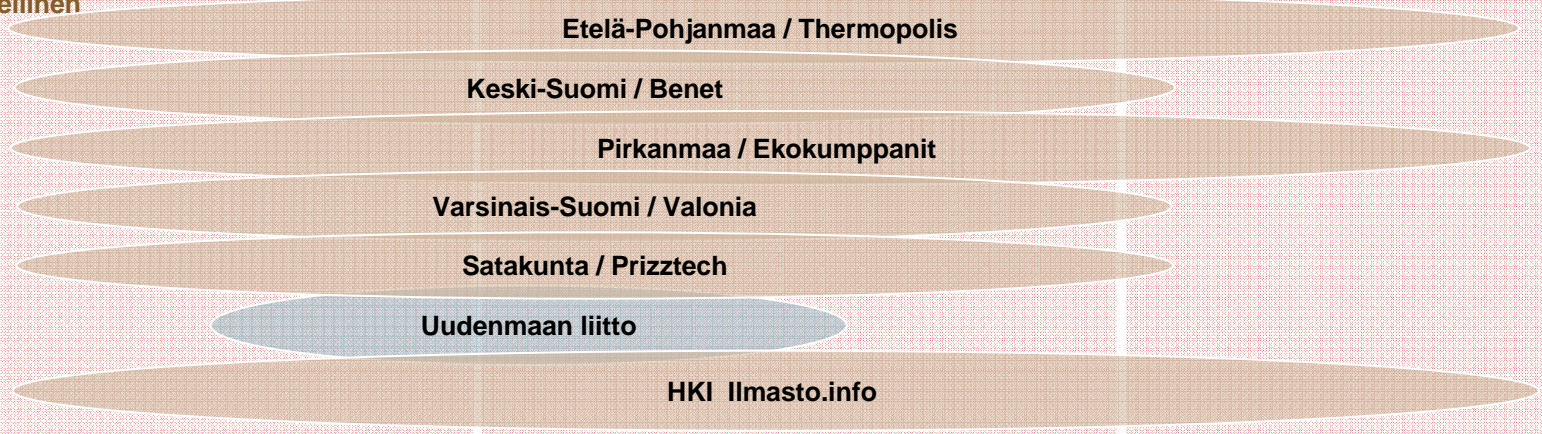 Etelä-Pohjanmaa / Thermopolis
Keski-Suomi / Benet
Pirkanmaa / Ekokumppanit
Varsinais-Suomi / Valonia
Satakunta / Prizztech
Uudenmaan liitto
HKI Ilmasto.info